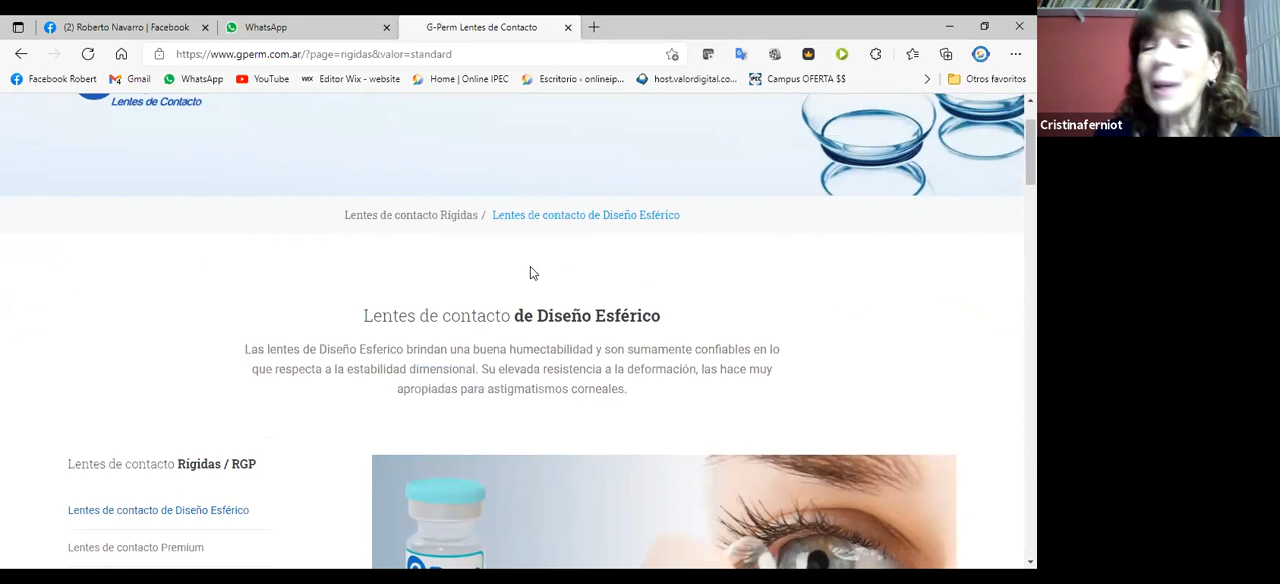 (2) Roberto Navarro | Facebook
WhatsApp
G-Perm Lentes de Contacto
https://www.gperm.com.ar/?page=rigidas&valor=standard
Facebook Robert
Gmail
WhatsApp
YouTube
WIX Editor Wix - website
Home | Online IPEC
Escritorio ‹ onlineip...
host.valordigital.co...
Campus OFERTA $$
Otros favoritos
Cristinaferniot
Lentes de Contacto
Lentes de contacto Rígidas / Lentes de contacto de Diseño Esférico
Lentes de contacto de Diseño Esférico
Las lentes de Diseño Esferico brindan una buena humectabilidad y son sumamente confiables en lo
que respecta a la estabilidad dimensional. Su elevada resistencia a la deformación, las hace muy
apropiadas para astigmatismos corneales.
Lentes de contacto Rígidas / RGP
Lentes de contacto de Diseño Esférico
Lentes de contacto Premium